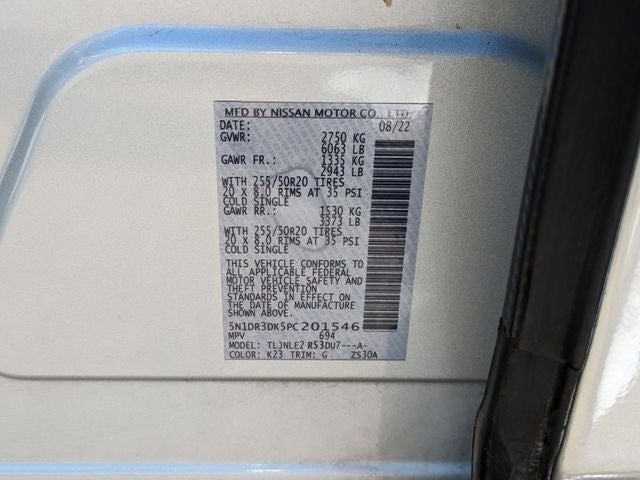 MFD BY NISSAN MOTOR CO., LTD.
DATE: 08/22
GVWR: 2750 KG
6063 LB
GAWR FR.: 1335 KG
2943 LB
WITH 255/50R20 TIRES
20 X 8.0 RIMS AT 35 PSI
COLD SINGLE
GAWR RR.: 1530 KG
3373 LB
WITH 255/50R20 TIRES
20 X 8.0 RIMS AT 35 PSI
COLD SINGLE
THIS VEHICLE CONFORMS TO
ALL APPLICABLE FEDERAL
MOTOR VEHICLE SAFETY AND
THEFT PREVENTION
STANDARDS IN EFFECT ON
THE DATE OF MANUFACTURE
SHOWN ABOVE.
5N1DR3DK5PC201546
MPV 694
MODEL: TLJNLE2 R53DU7---A-
COLOR: K23 TRIM: G ZS30A